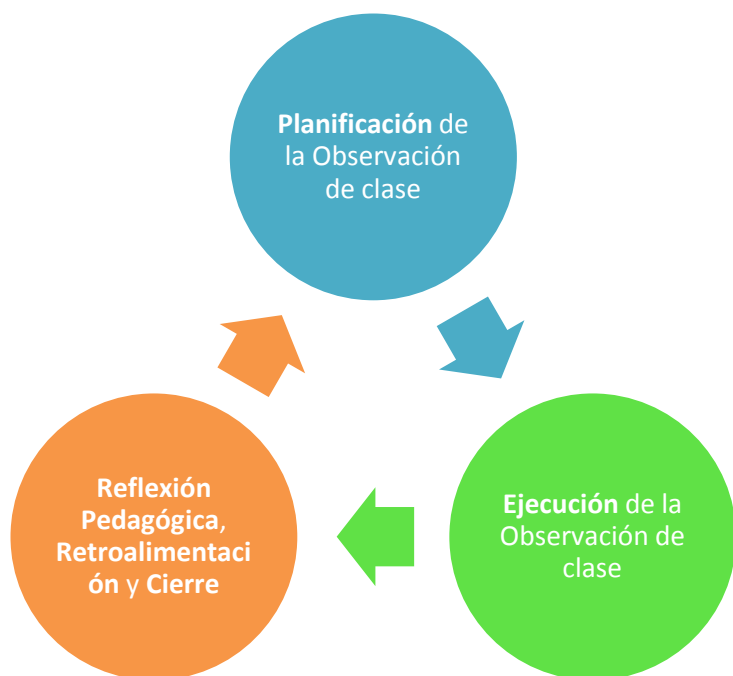 Planificación de
la Observación
de clase
Ejecución de la
Observación de
clase
Reflexión
Pedagógica,
Retroalimentaci
ón y Cierre